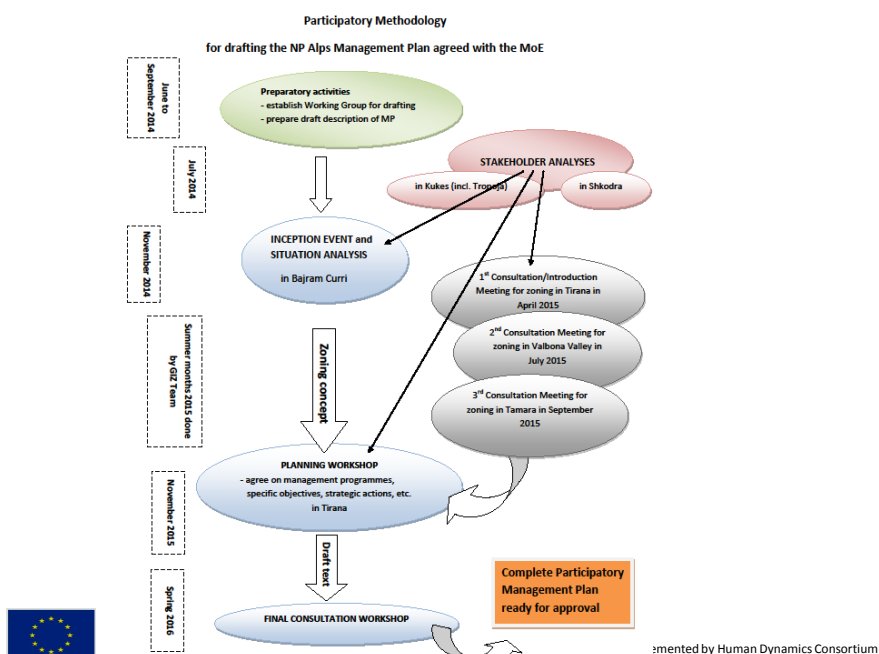 Participatory Methodology
for drafting the NP Alps Management Plan agreed with the MoE
June to
September 2014
Preparatory activities
- establish Working Group for drafting
- prepare draft description of MP
July 2014
STAKEHOLDER ANALYSES
in Kukes (incl. Tropoja)
in Shkodra
November 2014
INCEPTION EVENT and
SITUATION ANALYSIS
in Bajram Curri
1st Consultation/Introduction
Meeting for zoning in Tirana in
April 2015
2nd Consultation Meeting for
zoning in Valbona Valley in
July 2015
Summer months 2015 done
by GIZ Team
Zoning concept
3rd Consultation Meeting for
zoning in Tamara in September
2015
PLANNING WORKSHOP
- agree on management programmes,
specific objectives, strategic actions, etc.
in Tirana
November 2015
Draft text
Complete Participatory
Management Plan
ready for approval
Spring 2016
FINAL CONSULTATION WORKSHOP
emented by Human Dynamics Consortium